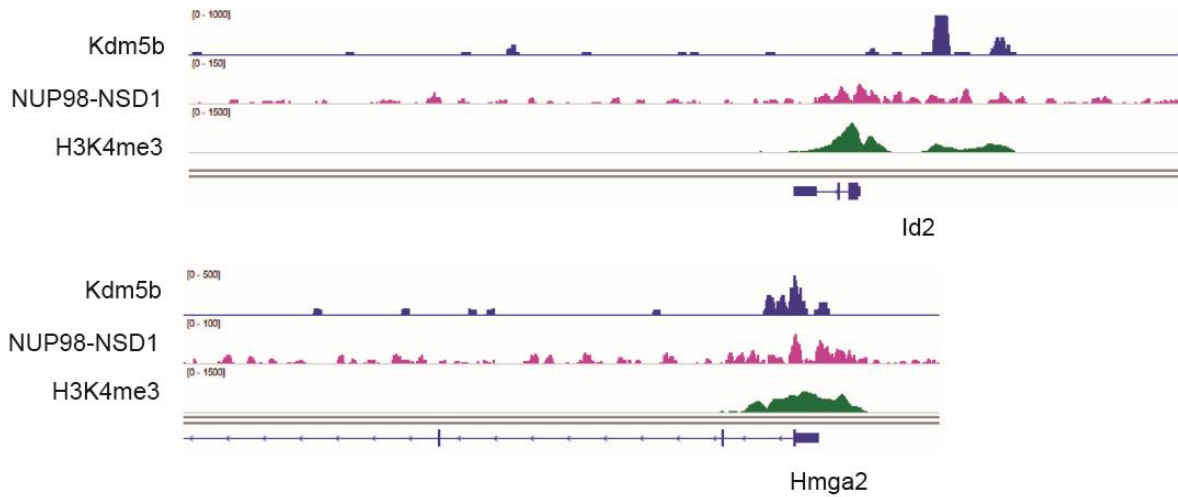 [0 - 1000]
Kdm5b
[0 - 150]
NUP98-NSD1
[0 - 1500]
H3K4me3
Id2
[0 - 500]
Kdm5b
[0 - 100]
NUP98-NSD1
[0 - 1500]
H3K4me3
Hmga2